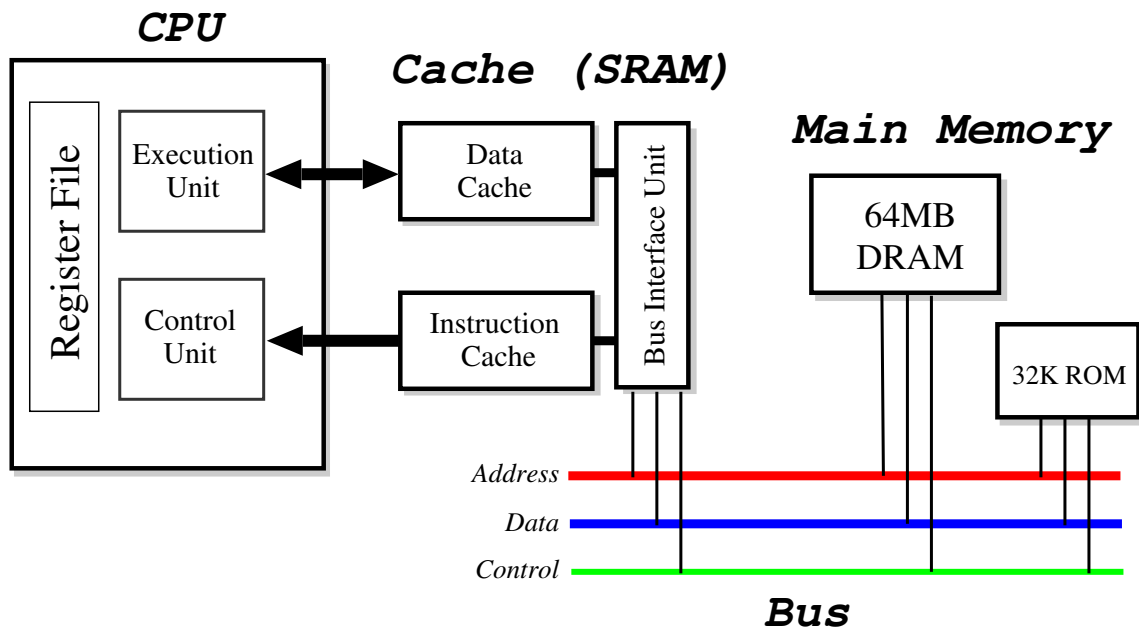 CPU
Cache (SRAM)
Main Memory
Register File
Execution
Unit
Control
Unit
Data
Cache
Instruction
Cache
Bus Interface Unit
64MB
DRAM
32K ROM
Address
Data
Control
Bus